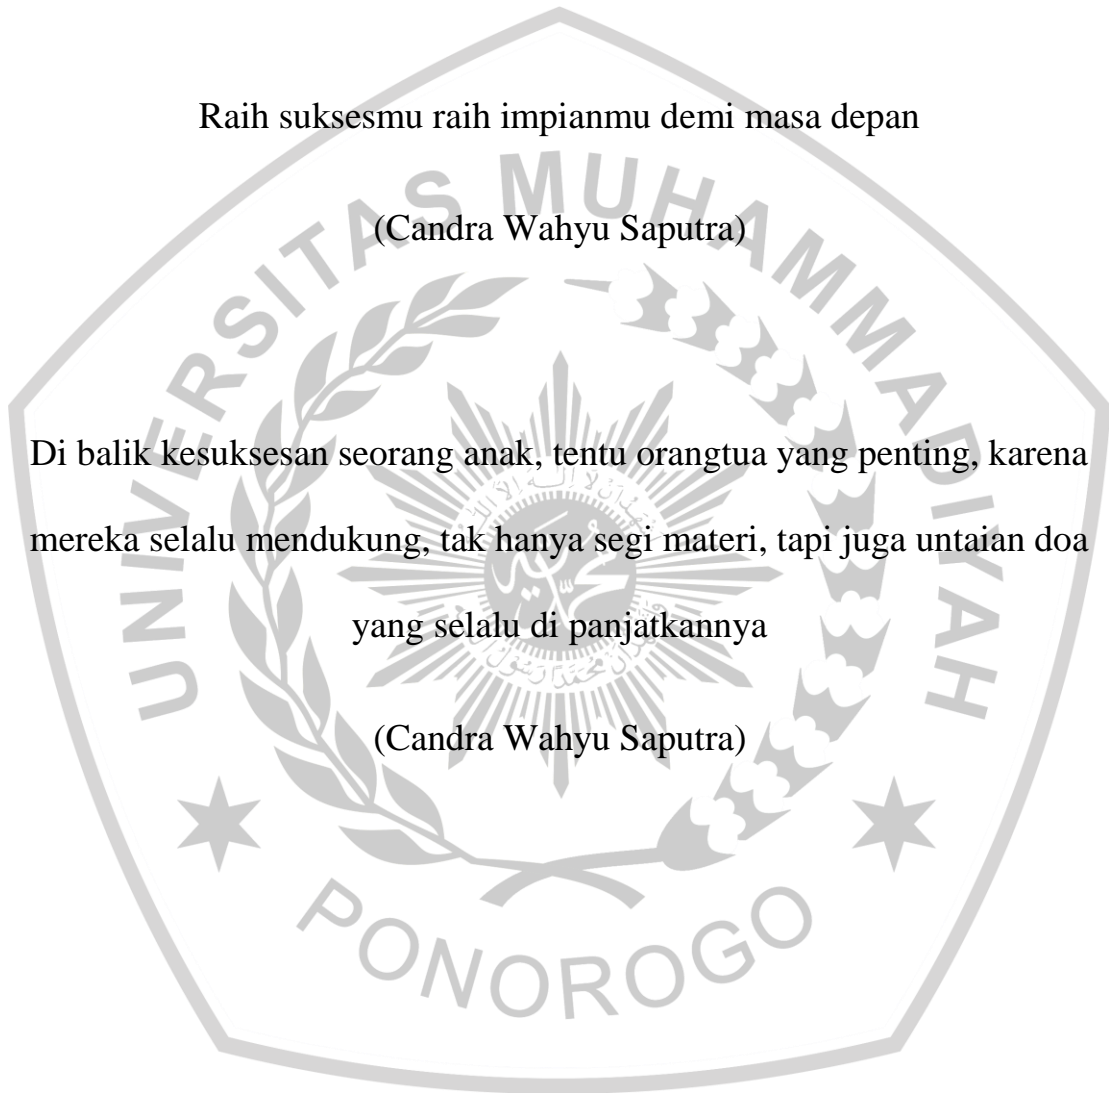 Raih suksesmu raih impianmu demi masa depan
(Candra Wahyu Saputra)
Di balik kesuksesan seorang anak, tentu orangtua yang penting, karena
mereka selalu mendukung, tak hanya segi materi, tapi juga untaian doa
yang selalu di panjatkannya
(Candra Wahyu Saputra)
UNIVERSITAS MUHAMMADIYAH
PONOROGO